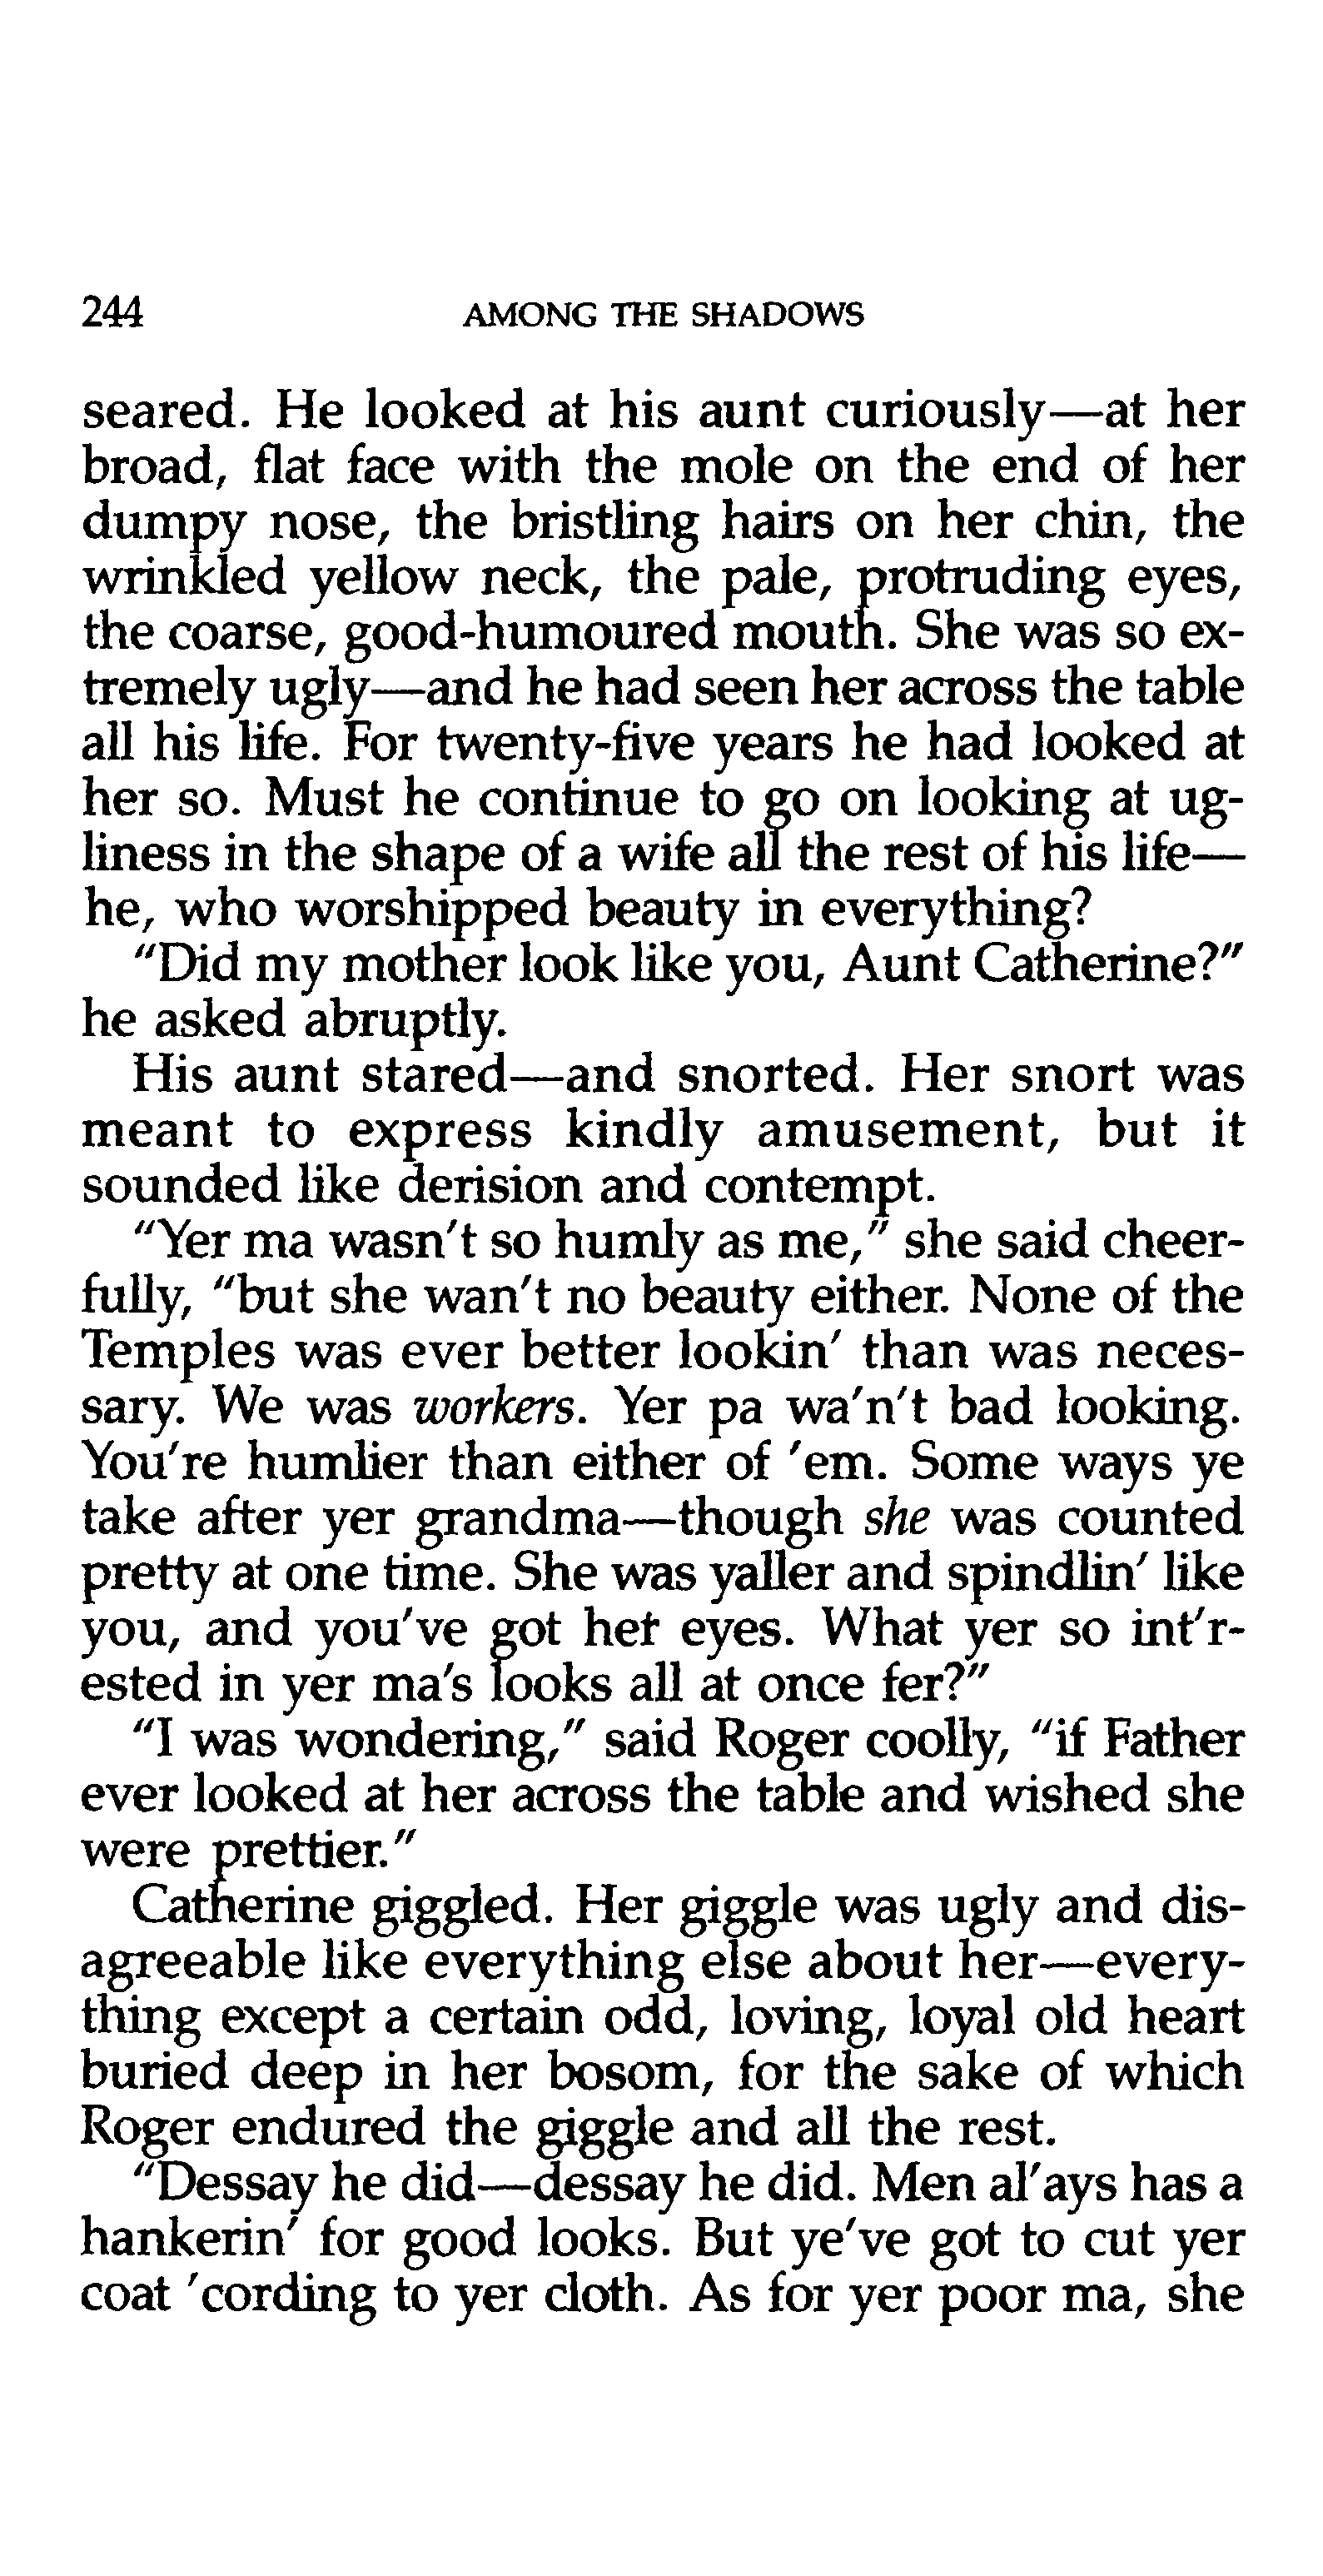 244 AMONG THE SHADOWS
seared. He looked at his aunt curiously—at her
broad, flat face with the mole on the end of her
dumpy nose, the bristling hairs on her chin, the
wrinkled yellow neck, the pale, protruding eyes,
the coarse, good-humoured mouth. She was so ex-
tremely ugly—and he had seen her across the table
all his life. For twenty-five years he had looked at
her so. Must he continue to go on looking at ug-
liness in the shape of a wife all the rest of his life—
he, who worshipped beauty in everything?
"Did my mother look like you, Aunt Catherine?"
he asked abruptly.
His aunt stared—and snorted. Her snort was
meant to express kindly amusement, but it
sounded like derision and contempt.
"Yer ma wasn't so humly as me," she said cheer-
fully, "but she wan't no beauty either. None of the
Temples was ever better lookin' than was neces-
sary. We was workers. Yer pa wa'n't bad looking.
You're humlier than either of 'em. Some ways ye
take after yer grandma—though she was counted
pretty at one time. She was yaller and spindlin' like
you, and you've got her eyes. What yer so int'r-
ested in yer ma's looks all at once fer?"
"I was wondering," said Roger coolly, "if Father
ever looked at her across the table and wished she
were prettier."
Catherine giggled. Her giggle was ugly and dis-
agreeable like everything else about her—every-
thing except a certain odd, loving, loyal old heart
buried deep in her bosom, for the sake of which
Roger endured the giggle and all the rest.
"Dessay he did—dessay he did. Men al'ays has a
hankerin' for good looks. But ye've got to cut yer
coat 'cording to yer cloth. As for yer poor ma, she